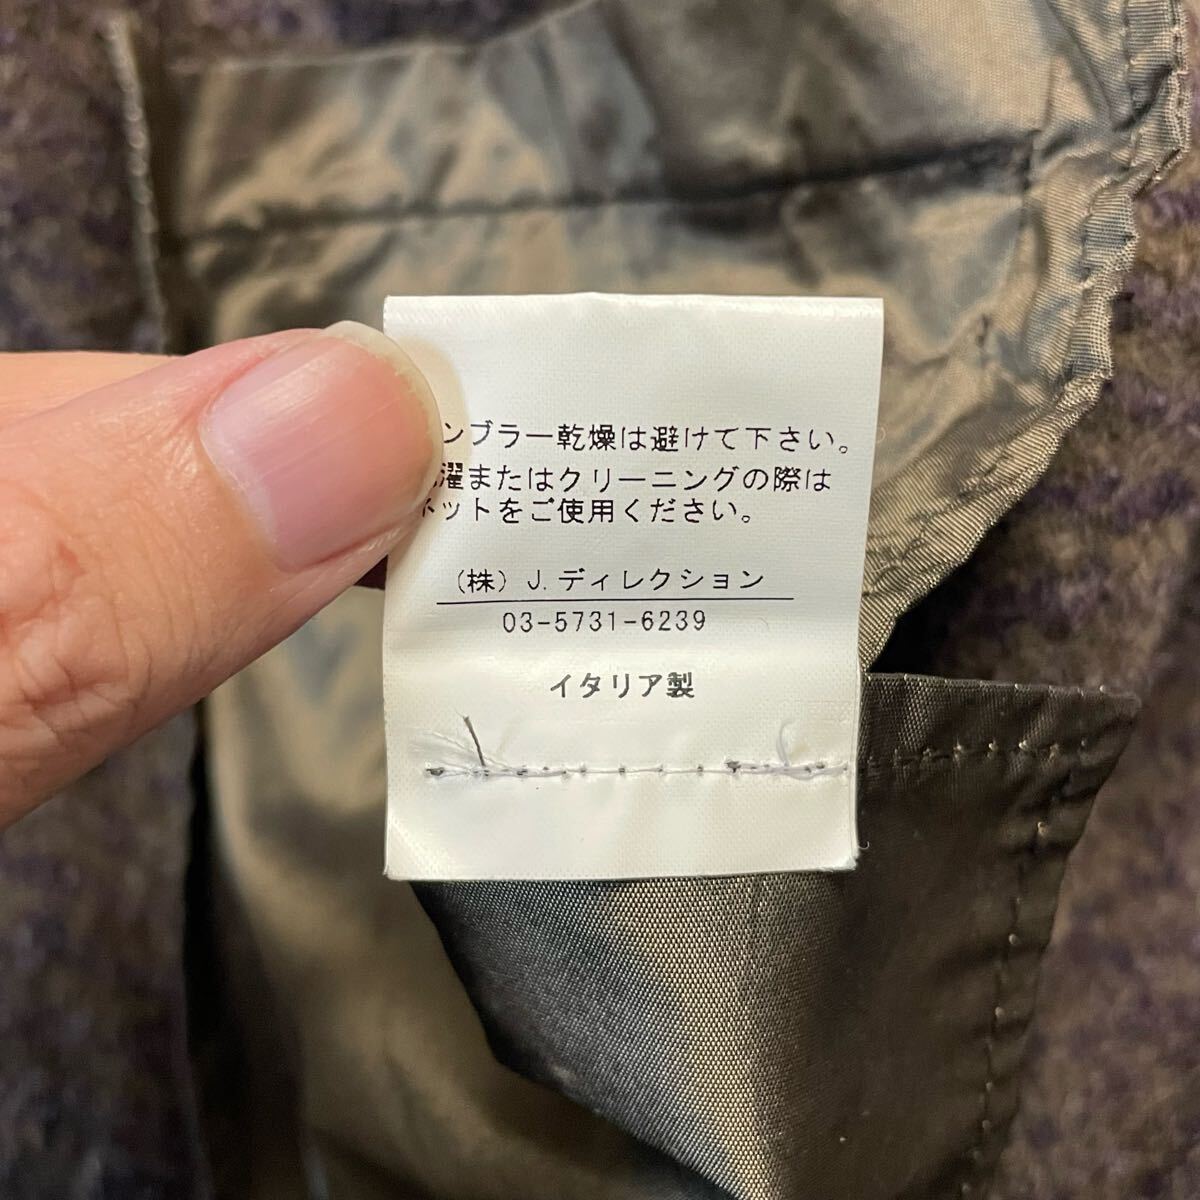 ンブラー乾燥は避けて下さい。
濯またはクリーニングの際は
ネットをご使用ください。
(株) J.ディレクション
03-5731-6239
イタリア製